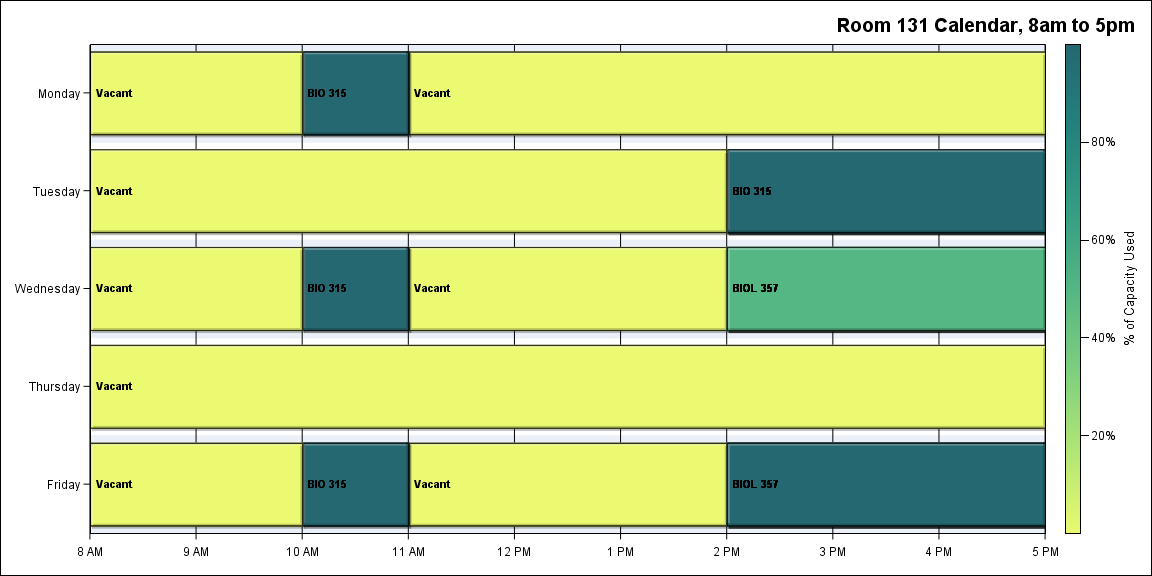 Room 131 Calendar, 8am to 5pm
Monday
Vacant
BIO 315
Vacant
Tuesday
Vacant
BIO 315
Wednesday
Vacant
BIO 315
Vacant
BIOL 357
Thursday
Vacant
Friday
Vacant
BIO 315
Vacant
BIOL 357
8 AM
9 AM
10 AM
11 AM
12 PM
1 PM
2 PM
3 PM
4 PM
5 PM
80%
60%
40%
20%
% of Capacity Used